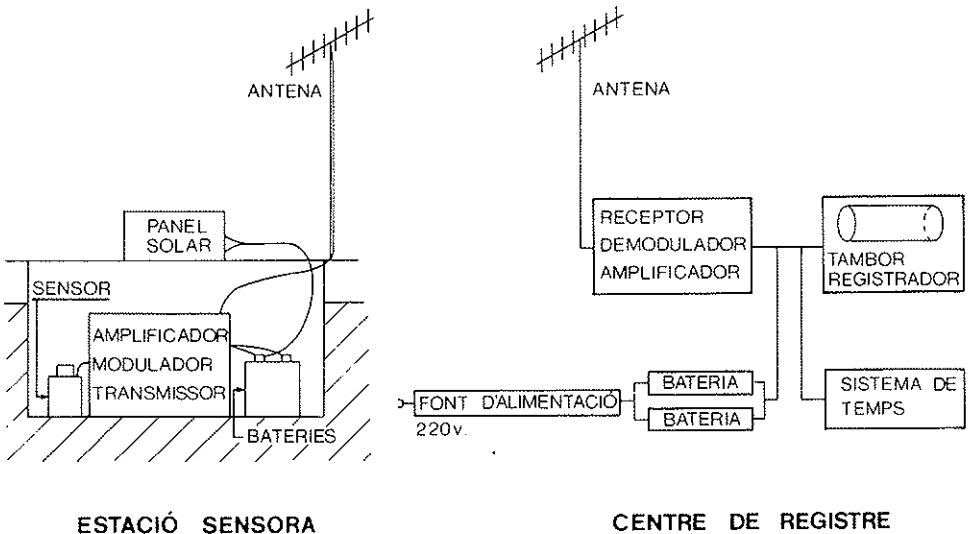 ANTENA
PANEL
SOLAR
SENSOR
AMPLIFICADOR
MODULADOR
TRANSMISSOR
BATERIES
ESTACIÓ SENSORA
ANTENA
RECEPTOR
DEMODULADOR
AMPLIFICADOR
TAMBOR
REGISTRADOR
FONT D'ALIMENTACIÓ
220v.
BATERIA
BATERIA
SISTEMA DE
TEMPS
CENTRE DE REGISTRE